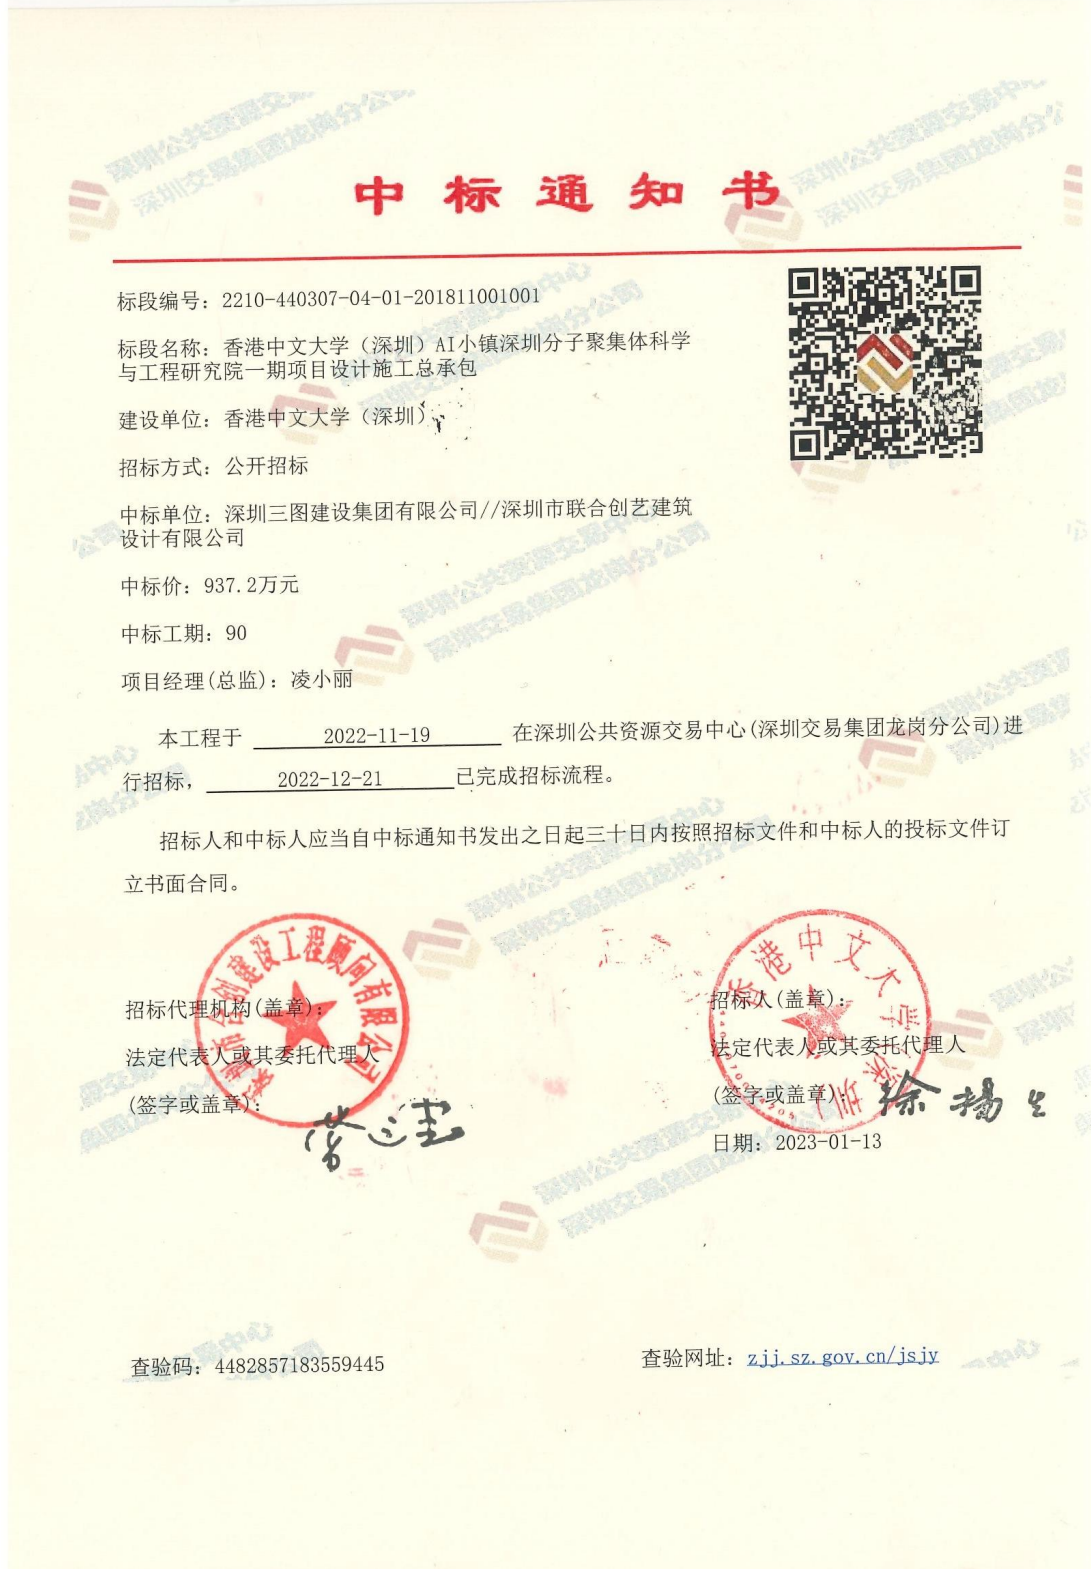 中标通知书
标段编号：2210-440307-04-01-201811001001
标段名称：香港中文大学（深圳）AI小镇深圳分子聚集体科学
与工程研究院一期项目设计施工总承包
建设单位：香港中文大学（深圳）
招标方式：公开招标
中标单位：深圳三图建设集团有限公司//深圳市联合创艺建筑
设计有限公司
中标价：937.2万元
中标工期：90
项目经理(总监)：凌小丽
本工程于 2022-11-19 在深圳公共资源交易中心(深圳交易集团龙岗分公司)进
行招标， 2022-12-21 已完成招标流程。
招标人和中标人应当自中标通知书发出之日起三十日内按照招标文件和中标人的投标文件订
立书面合同。
招标代理机构(盖章)：
法定代表人或其委托代理人
(签字或盖章)：
招标人(盖章)：
法定代表人或其委托代理人
(签字或盖章)：
徐扬生
日期：2023-01-13
香港中文大学（深圳）
查验码：4482857183559445
查验网址：zjj.sz.gov.cn/jsjy
深圳公共资源交易中心
深圳交易集团龙岗分公司